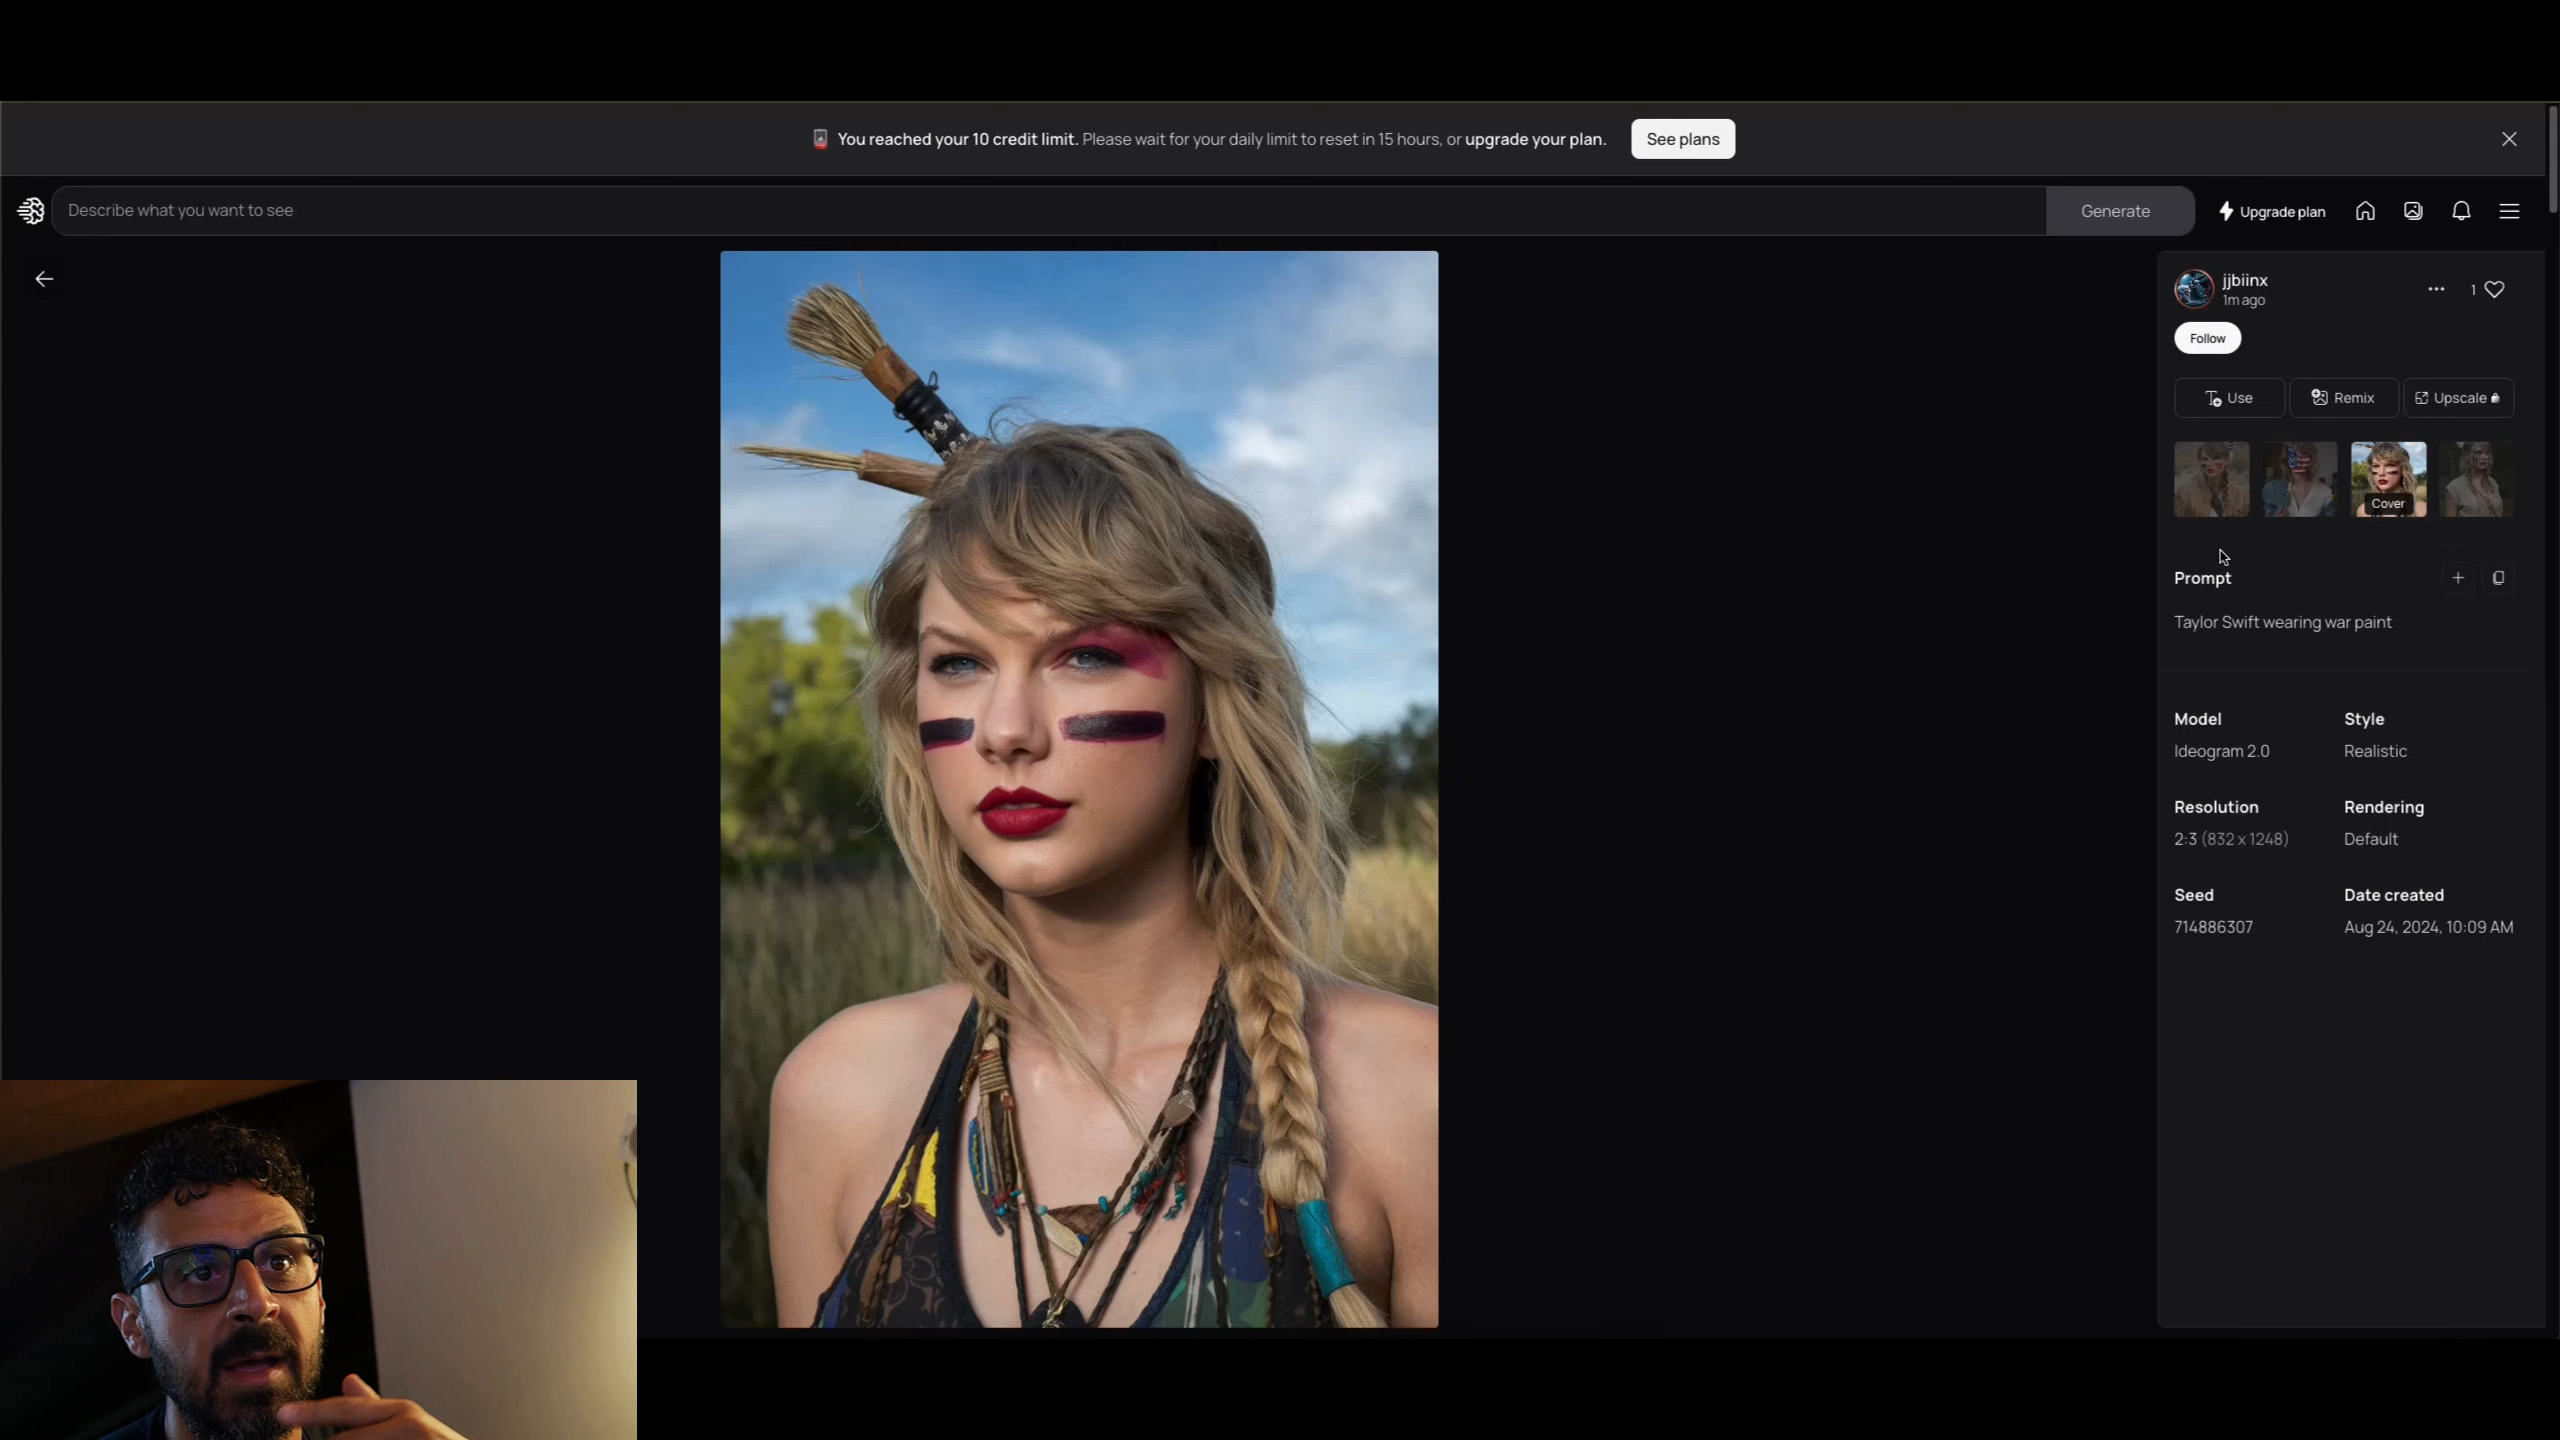 You reached your 10 credit limit. Please wait for your daily limit to reset in 15 hours, or upgrade your plan.
See plans
Describe what you want to see
Generate
Upgrade plan
jjbiinx
1m ago
1
Follow
Use
Remix
Upscale
Cover
Prompt
Taylor Swift wearing war paint
Model
Style
Ideogram 2.0
Realistic
Resolution
Rendering
2:3 (832 x 1248)
Default
Seed
Date created
714886307
Aug 24, 2024, 10:09 AM